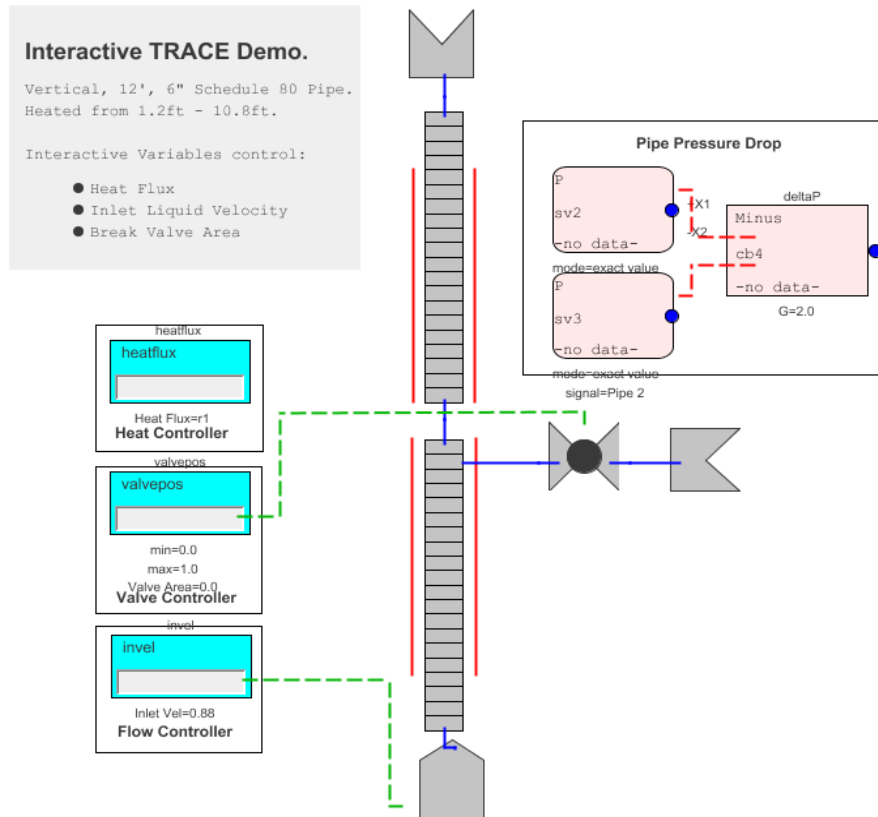 Interactive TRACE Demo.
Vertical, 12', 6" Schedule 80 Pipe.
Heated from 1.2ft - 10.8ft.
Interactive Variables control:
● Heat Flux
● Inlet Liquid Velocity
● Break Valve Area
Pipe Pressure Drop
P
sv2
-no data-
mode=exact value
+X1
-X2
deltaP
Minus
cb4
-no data-
G=2.0
P
sv3
-no data-
mode=exact value
signal=Pipe 2
heatflux
heatflux
Heat Flux=r1
Heat Controller
valvepos
valvepos
min=0.0
max=1.0
Valve Area=0.0
Valve Controller
invel
invel
Inlet Vel=0.88
Flow Controller